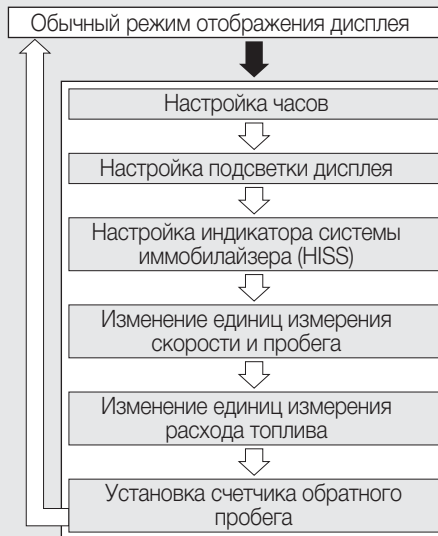 Обычный режим отображения дисплея
Настройка часов
Настройка подсветки дисплея
Настройка индикатора системы
иммобилайзера (HISS)
Изменение единиц измерения
скорости и пробега
Изменение единиц измерения
расхода топлива
Установка счетчика обратного
пробега